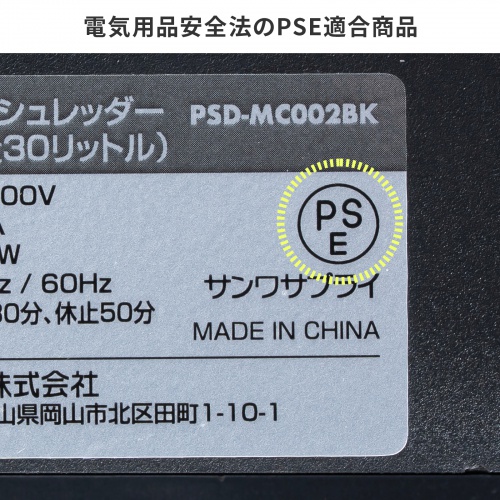 電気用品安全法のPSE適合商品
シュレッダー PSD-MC002BK
30リットル）
00V
W
z / 60Hz
30分、休止50分
PS
E
サンワサプライ
MADE IN CHINA
株式会社
山県岡山市北区田町1-10-1